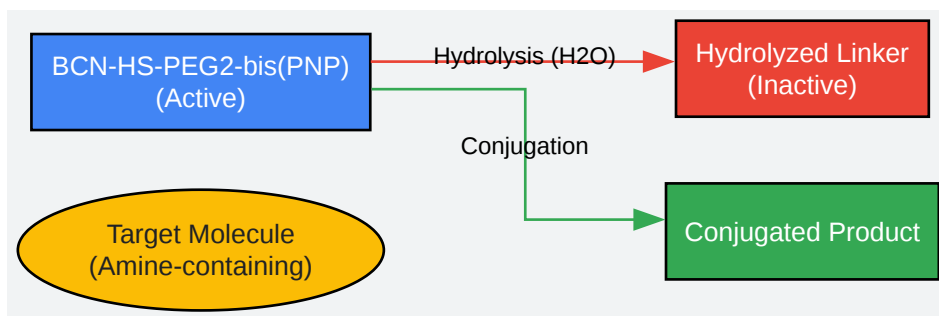 BCN-HS-PEG2-bis(PNP)
(Active)
Hydrolysis (H2O)
Hydrolyzed Linker
(Inactive)
Conjugation
Target Molecule
(Amine-containing)
Conjugated Product